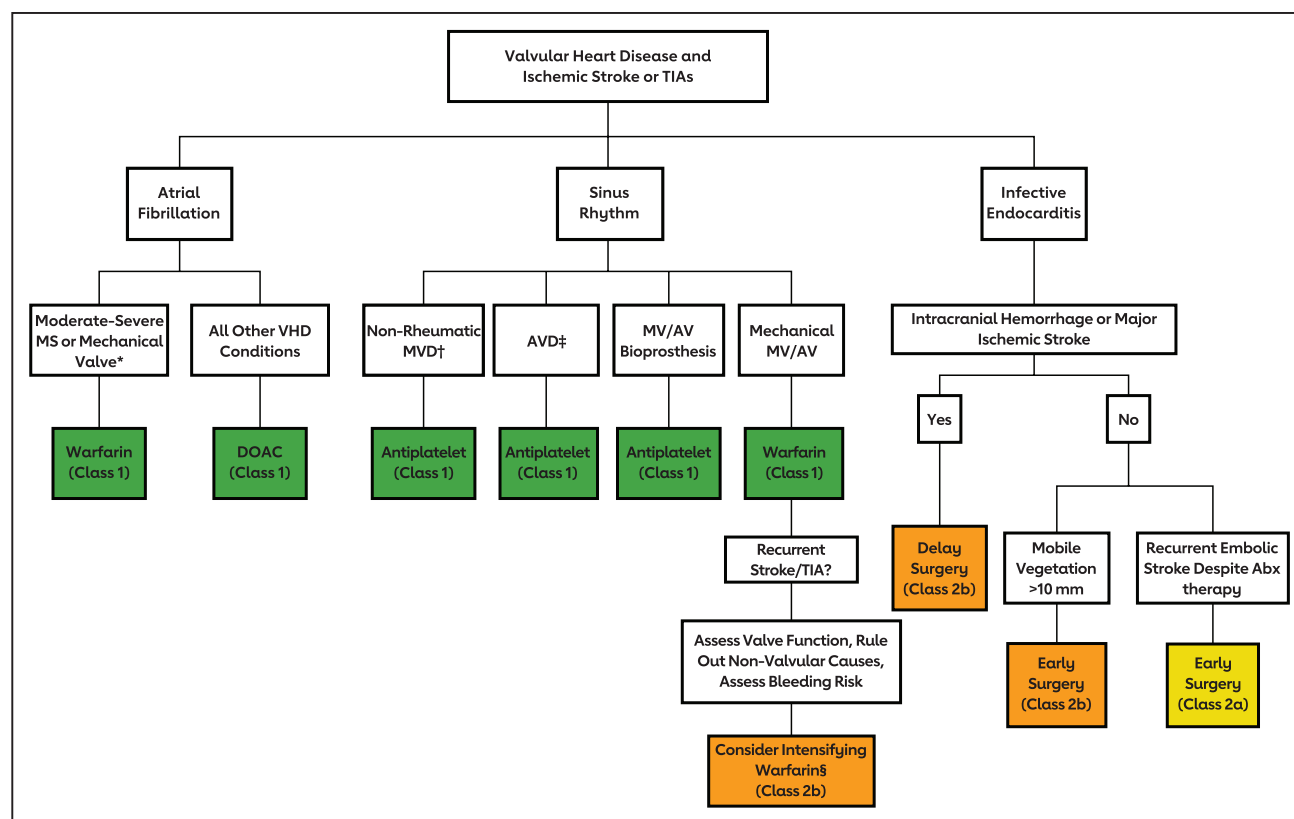 Valvular Heart Disease and
Ischemic Stroke or TIAs
Atrial
Fibrillation
Sinus
Rhythm
Infective
Endocarditis
Moderate-Severe
MS or Mechanical
Valve*
All Other VHD
Conditions
Non-Rheumatic
MVD†
AVD‡
MV/AV
Bioprosthesis
Mechanical
MV/AV
Intracranial Hemorrhage or Major
Ischemic Stroke
Yes
No
Warfarin
(Class 1)
DOAC
(Class 1)
Antiplatelet
(Class 1)
Antiplatelet
(Class 1)
Antiplatelet
(Class 1)
Warfarin
(Class 1)
Recurrent
Stroke/TIA?
Delay
Surgery
(Class 2b)
Mobile
Vegetation
>10 mm
Recurrent Embolic
Stroke Despite Abx
therapy
Assess Valve Function, Rule
Out Non-Valvular Causes,
Assess Bleeding Risk
Early
Surgery
(Class 2b)
Early
Surgery
(Class 2a)
Consider Intensifying
Warfarin§
(Class 2b)